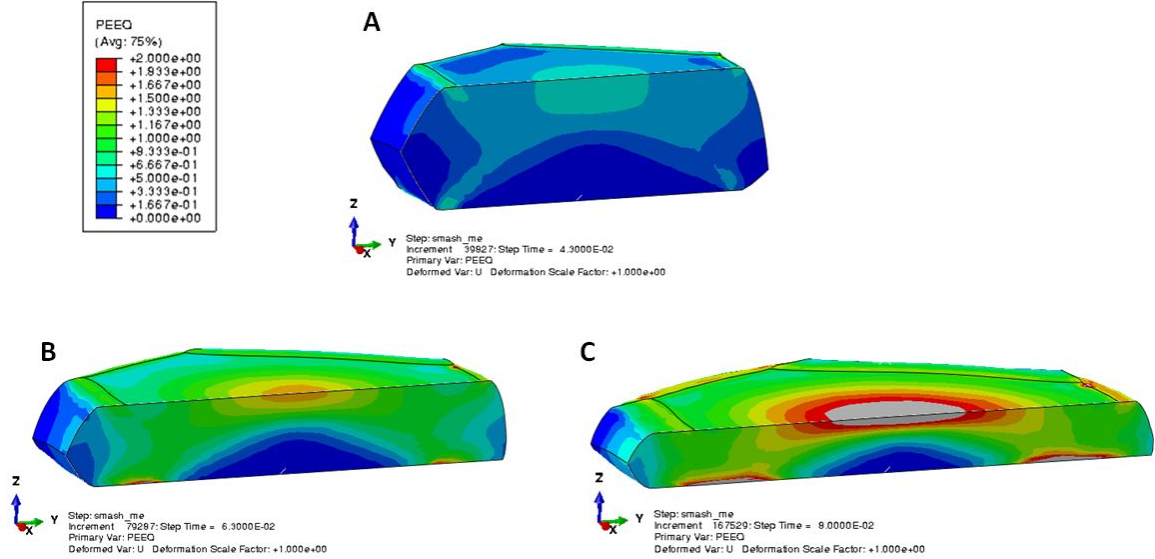 PEEQ
(Avg: 75%)
+2.000e+00
+1.833e+00
+1.667e+00
+1.500e+00
+1.333e+00
+1.167e+00
+1.000e+00
+8.333e-01
+6.667e-01
+5.000e-01
+3.333e-01
+1.667e-01
+0.000e+00
A
Z
Y
X
Step: smash_me
Increment 39827: Step Time = 4.3000E-02
Primary Var: PEEQ
Deformed Var: U Deformation Scale Factor: +1.000e+00
B
Z
Y
X
Step: smash_me
Increment 79287: Step Time = 6.3000E-02
Primary Var: PEEQ
Deformed Var: U Deformation Scale Factor: +1.000e+00
C
Z
Y
X
Step: smash_me
Increment 167529: Step Time = 8.0000E-02
Primary Var: PEEQ
Deformed Var: U Deformation Scale Factor: +1.000e+00